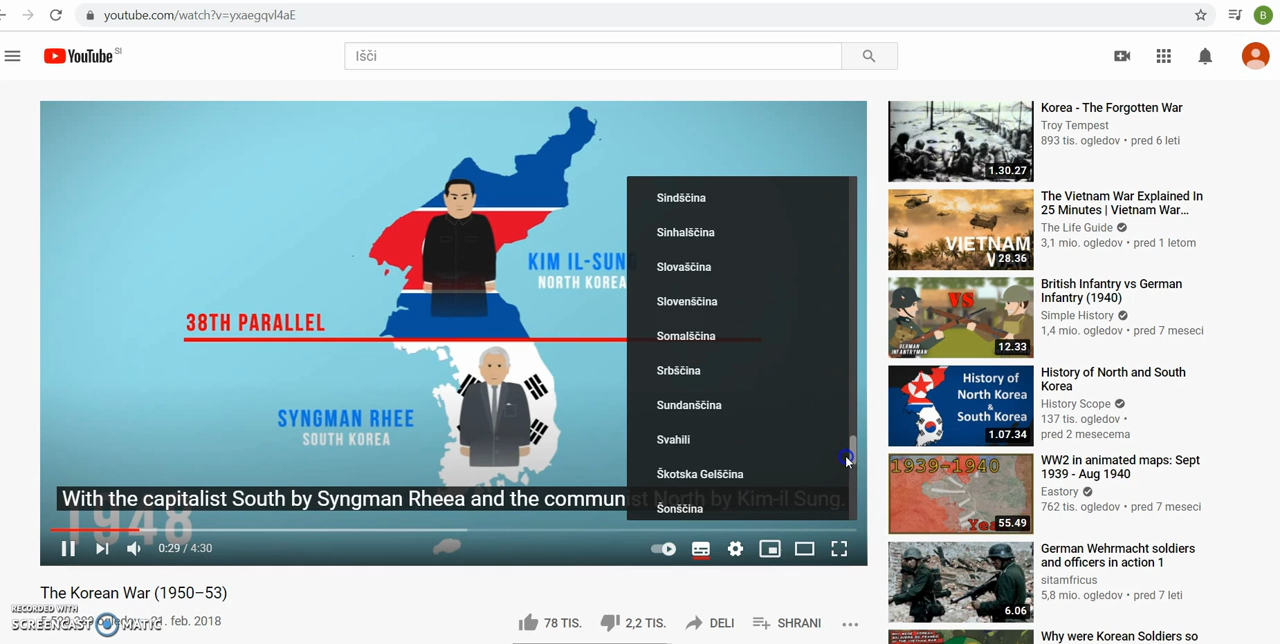 youtube.com/watch?v=yxaegqvl4aE
B
YouTube SI
Išči
38TH PARALLEL
KIM IL-SUNG
NORTH KOREA
SYNGMAN RHEE
SOUTH KOREA
1948
With the capitalist South by Syngman Rheea and the communist North by Kim-il Sung.
Sindščina
Sinhalščina
Slovaščina
Slovenščina
Somalščina
Srbščina
Sundanščina
Svahili
Škotska Gelščina
Šonščina
0:29 / 4:30
The Korean War (1950–53)
RECORDED WITH
SCREENCAST MATIC
feb. 2018
78 TIS.
2,2 TIS.
DELI
SHRANI
1.30.27
Korea - The Forgotten War
Troy Tempest
893 tis. ogledov • pred 6 leti
VIETNAM
28.36
The Vietnam War Explained In
25 Minutes | Vietnam War...
The Life Guide
3,1 mio. ogledov • pred 1 letom
VS
GERMAN
INFANTRYMAN
12.33
British Infantry vs German
Infantry (1940)
Simple History
1,4 mio. ogledov • pred 7 meseci
History of
North Korea
&
South Korea
1.07.34
History of North and South
Korea
History Scope
137 tis. ogledov •
pred 2 mesecema
1939-1940
55.49
WW2 in animated maps: Sept
1939 - Aug 1940
Eastory
762 tis. ogledov • pred 7 meseci
6.06
German Wehrmacht soldiers
and officers in action 1
sitamfricus
5,8 mio. ogledov • pred 7 leti
Why were Korean Soldiers so